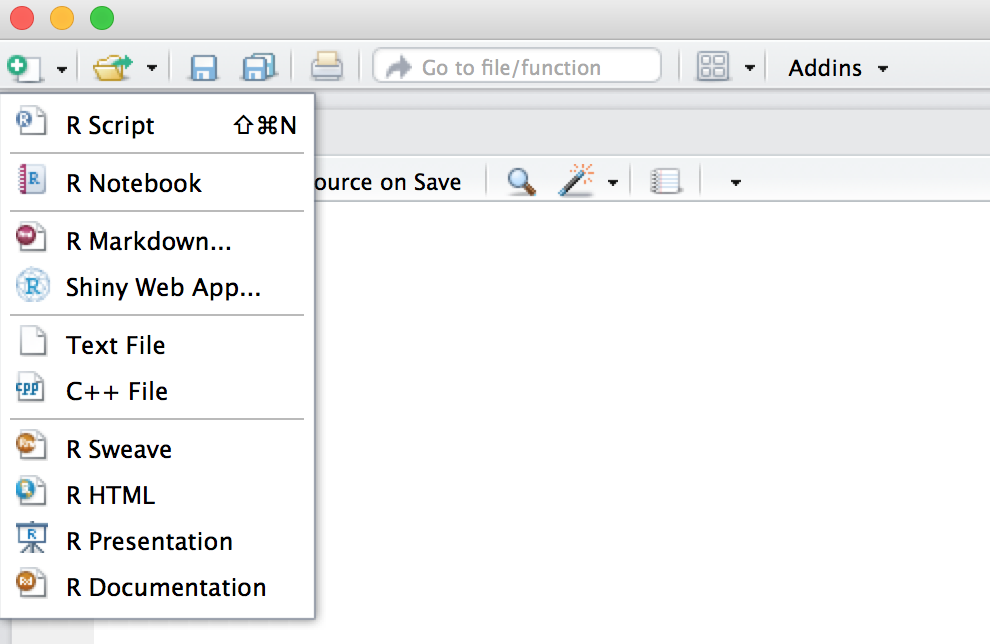 Go to file/function
Addins
R Script ⇧⌘N
R Notebook
ource on Save
R Markdown...
Shiny Web App...
Text File
C++ File
R Sweave
R HTML
R Presentation
R Documentation